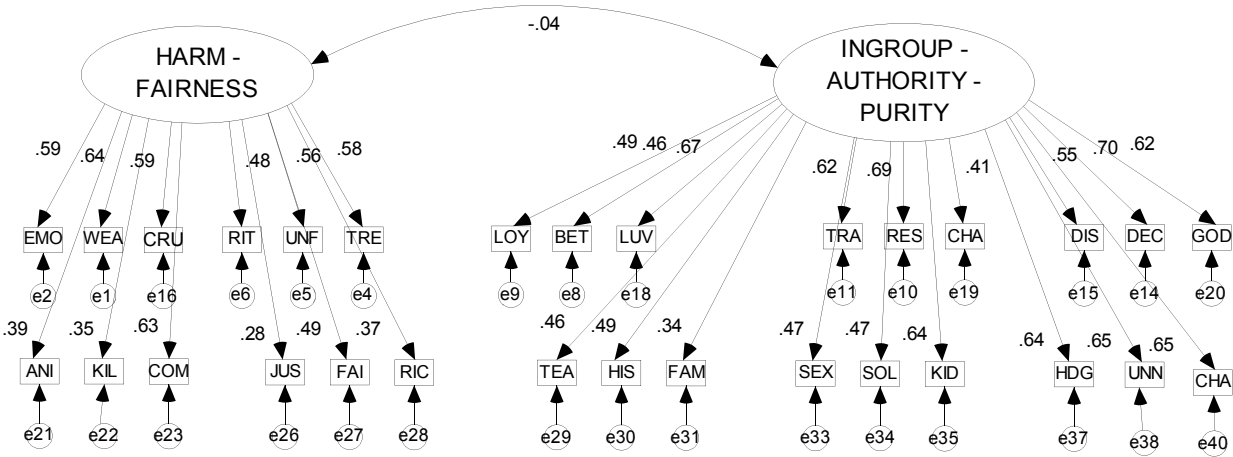 -.04
HARM -
FAIRNESS
INGROUP -
AUTHORITY -
PURITY
.59 .64 .59 .48 .56 .58 .49 .46 .67 .62 .69 .41 .55 .70 .62
EMO WEA CRU RIT UNF TRE LOY BET LUV TRA RES CHA DIS DEC GOD
e2 e1 e16 e6 e5 e4 e9 e8 e18 e11 e10 e19 e15 e14 e20
.39 .35 .63 .28 .49 .37 .46 .49 .34 .47 .47 .64 .64 .65 .65
ANI KIL COM JUS FAI RIC TEA HIS FAM SEX SOL KID HDG UNN CHA
e21 e22 e23 e26 e27 e28 e29 e30 e31 e33 e34 e35 e37 e38 e40